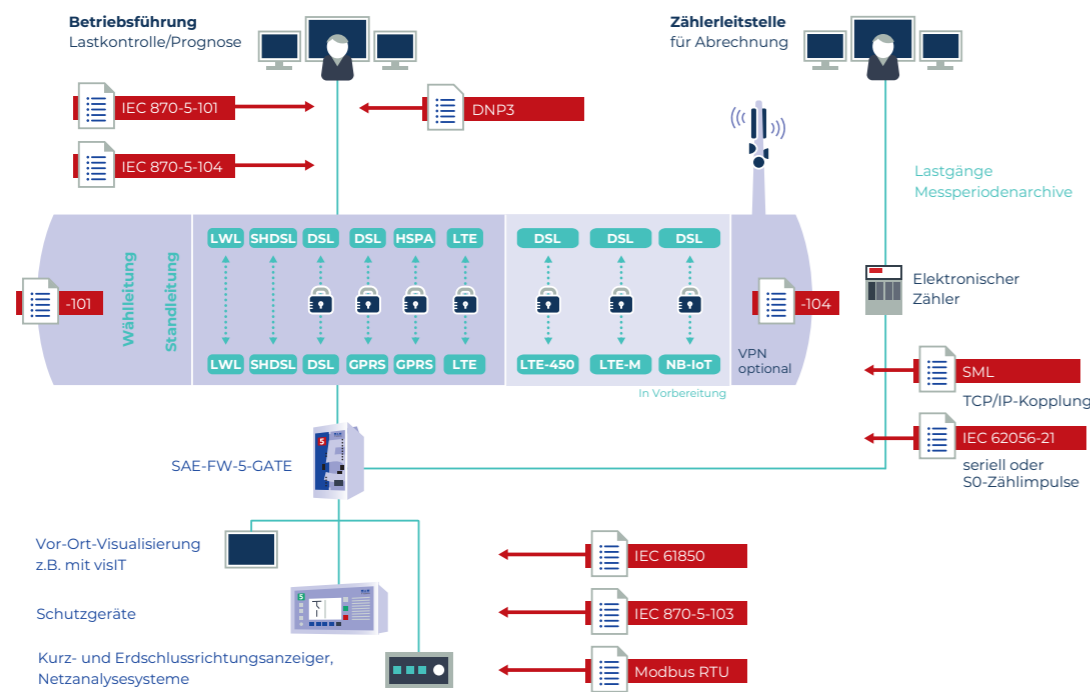 Betriebsführung
Lastkontrolle/Prognose
Zählerleitstelle
für Abrechnung
IEC 870-5-101
DNP3
IEC 870-5-104
Lastgänge
Messperiodenarchive
Wählleitung
Standleitung
LWL SHDSL DSL DSL HSPA LTE DSL DSL DSL
-101
-104
Elektronischer
Zähler
LWL SHDSL DSL GPRS GPRS LTE LTE-450 LTE-M NB-IoT
VPN
optional
In Vorbereitung
SML
TCP/IP-Kopplung
IEC 62056-21
seriell oder
S0-Zählimpulse
SAE-FW-5-GATE
5
Vor-Ort-Visualisierung
z.B. mit visIT
IEC 61850
5
Schutzgeräte
IEC 870-5-103
Kurz- und Erdschlussrichtungsanzeiger,
Netzanalysesysteme
Modbus RTU